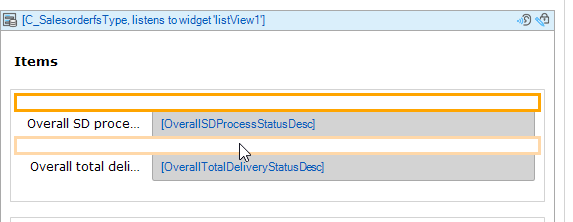 [C_SalesorderfsType, listens to widget 'listView1']
Items
Overall SD proce... [OverallSDProcessStatusDesc]
Overall total deli... [OverallTotalDeliveryStatusDesc]